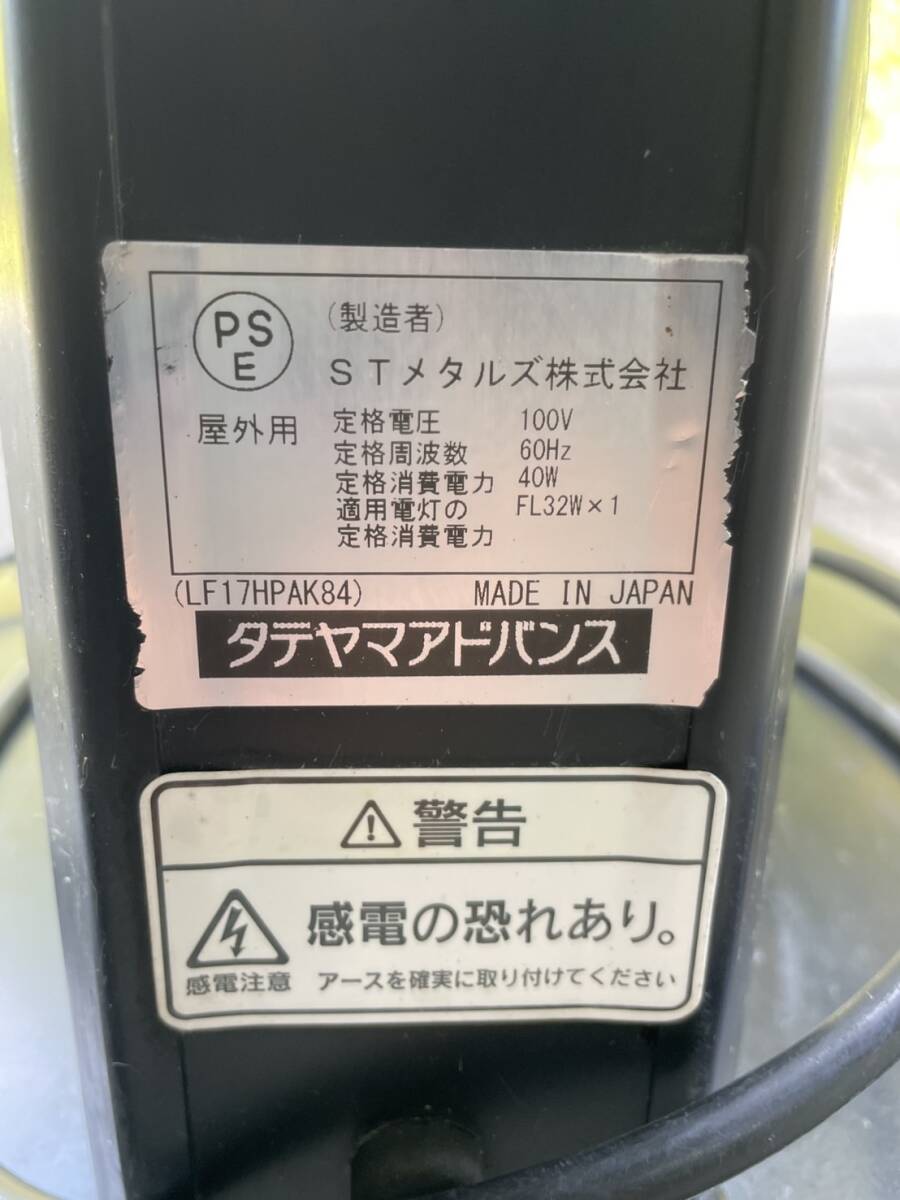 PS
E
(製造者)
STメタルズ株式会社
屋外用
定格電圧 100V
定格周波数 60Hz
定格消費電力 40W
適用電灯の FL32W×1
定格消費電力
(LF17HPAK84) MADE IN JAPAN
タテヤマアドバンス
警告
感電の恐れあり。
感電注意 アースを確実に取り付けてください